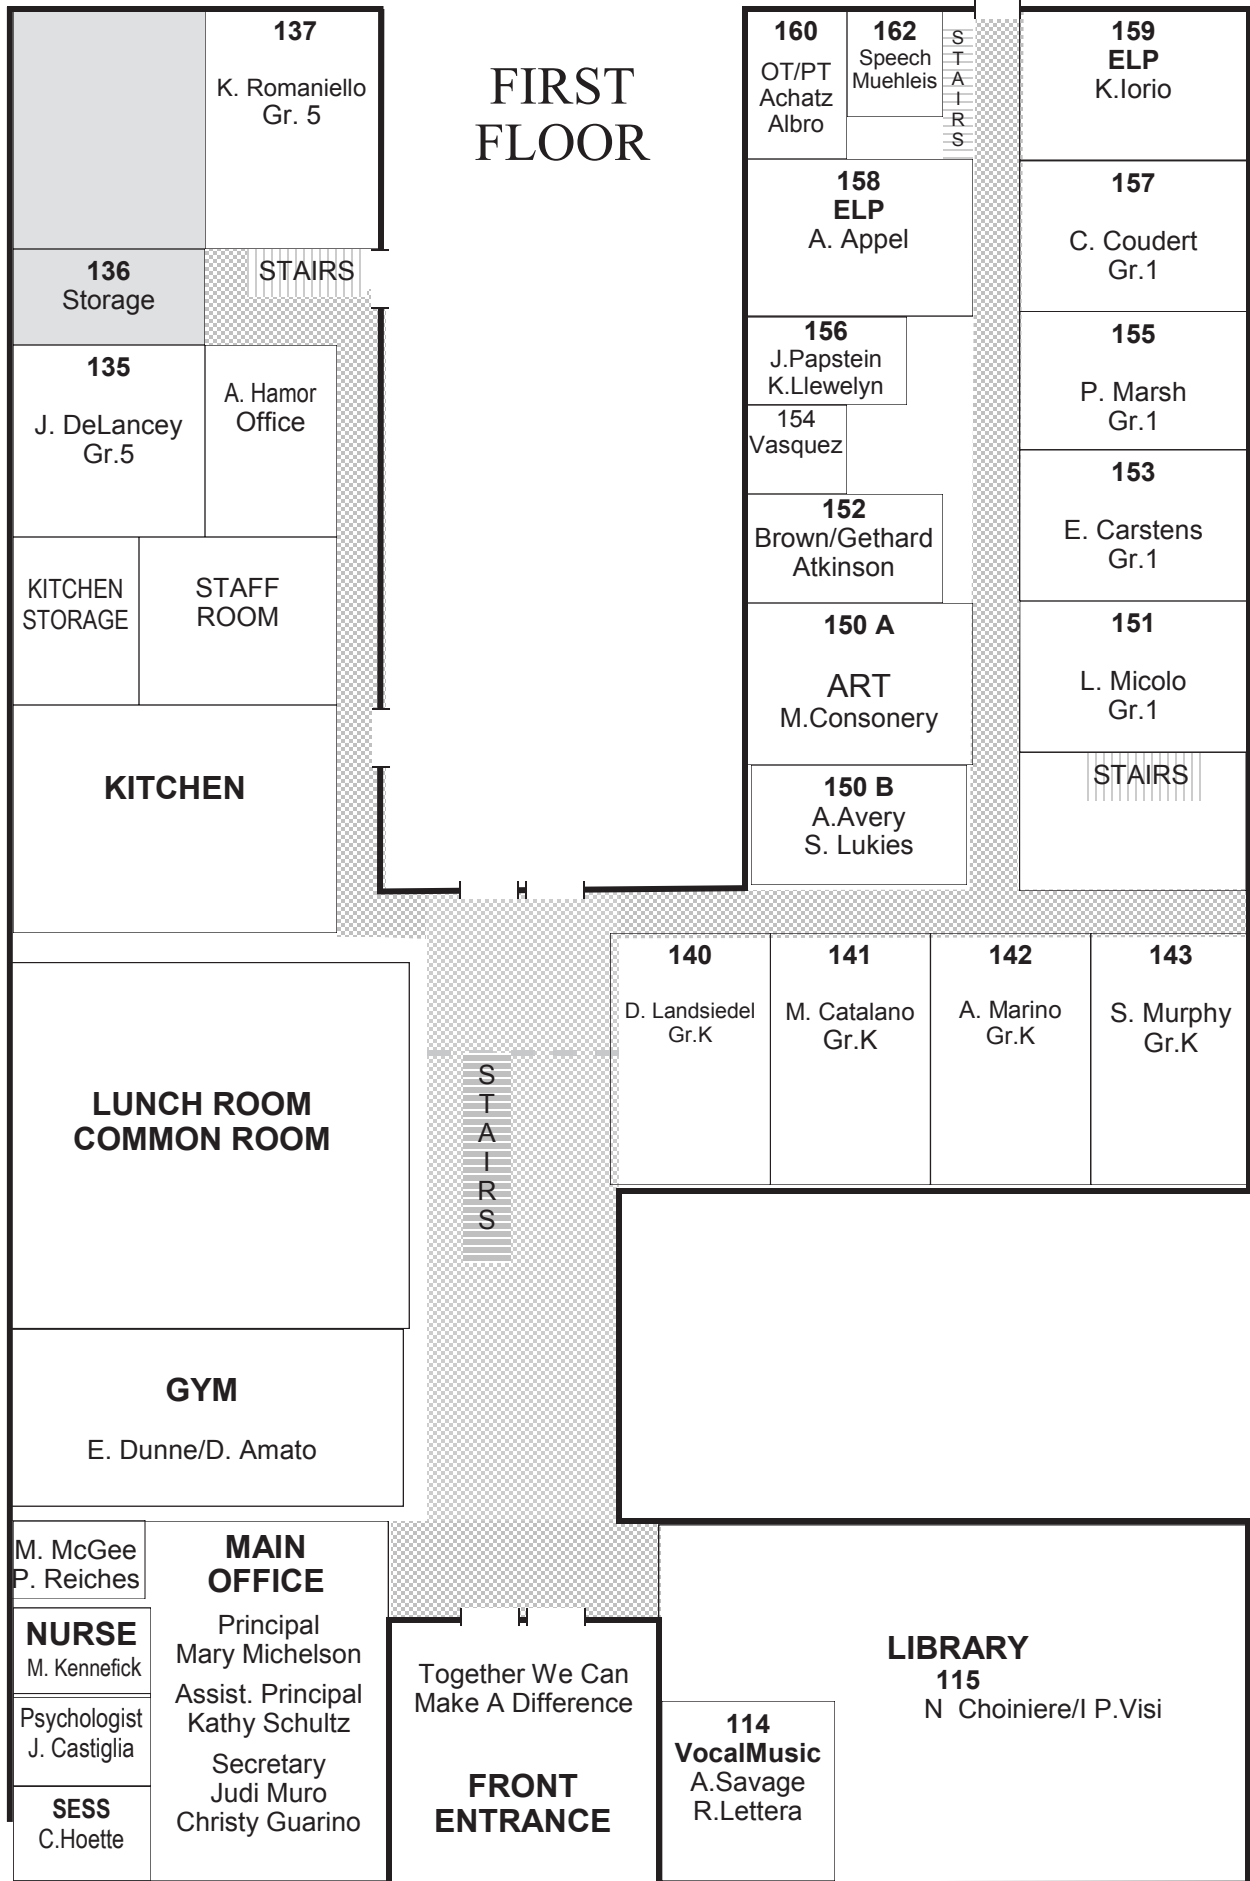 FIRST
FLOOR
137
K. Romaniello
Gr. 5
136
Storage
STAIRS
135
J. DeLancey
Gr.5
A. Hamor
Office
KITCHEN
STORAGE
STAFF
ROOM
KITCHEN
160
OT/PT
Achatz
Albro
162
Speech
Muehleis
STAIRS
159
ELP
K.Iorio
158
ELP
A. Appel
157
C. Coudert
Gr.1
156
J.Papstein
K.Llewelyn
155
P. Marsh
Gr.1
154
Vasquez
153
E. Carstens
Gr.1
152
Brown/Gethard
Atkinson
150 A
ART
M.Consonery
151
L. Micolo
Gr.1
150 B
A.Avery
S. Lukies
STAIRS
140
D. Landsiedel
Gr.K
141
M. Catalano
Gr.K
142
A. Marino
Gr.K
143
S. Murphy
Gr.K
LUNCH ROOM
COMMON ROOM
STAIRS
GYM
E. Dunne/D. Amato
M. McGee
P. Reiches
NURSE
M. Kennefick
Psychologist
J. Castiglia
SESS
C.Hoette
MAIN
OFFICE
Principal
Mary Michelson
Assist. Principal
Kathy Schultz
Secretary
Judi Muro
Christy Guarino
Together We Can
Make A Difference
FRONT
ENTRANCE
114
VocalMusic
A.Savage
R.Lettera
LIBRARY
115
N Choiniere/I P.Visi